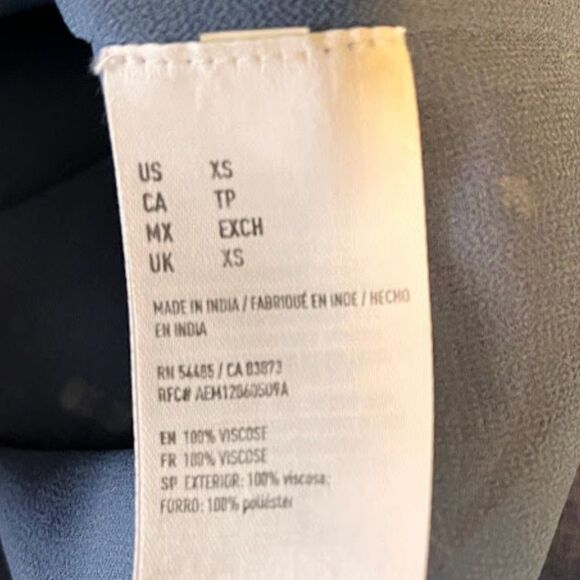 US XS
CA TP
MX EXCH
UK XS
MADE IN INDIA / FABRIQUÉ EN INDE / HECHO
EN INDIA
RN 54485 / CA 03873
RFC# AEM12060509A
EN 100% VISCOSE
FR 100% VISCOSE
SP EXTERIOR: 100% viscosa;
FORRO: 100% poliéster